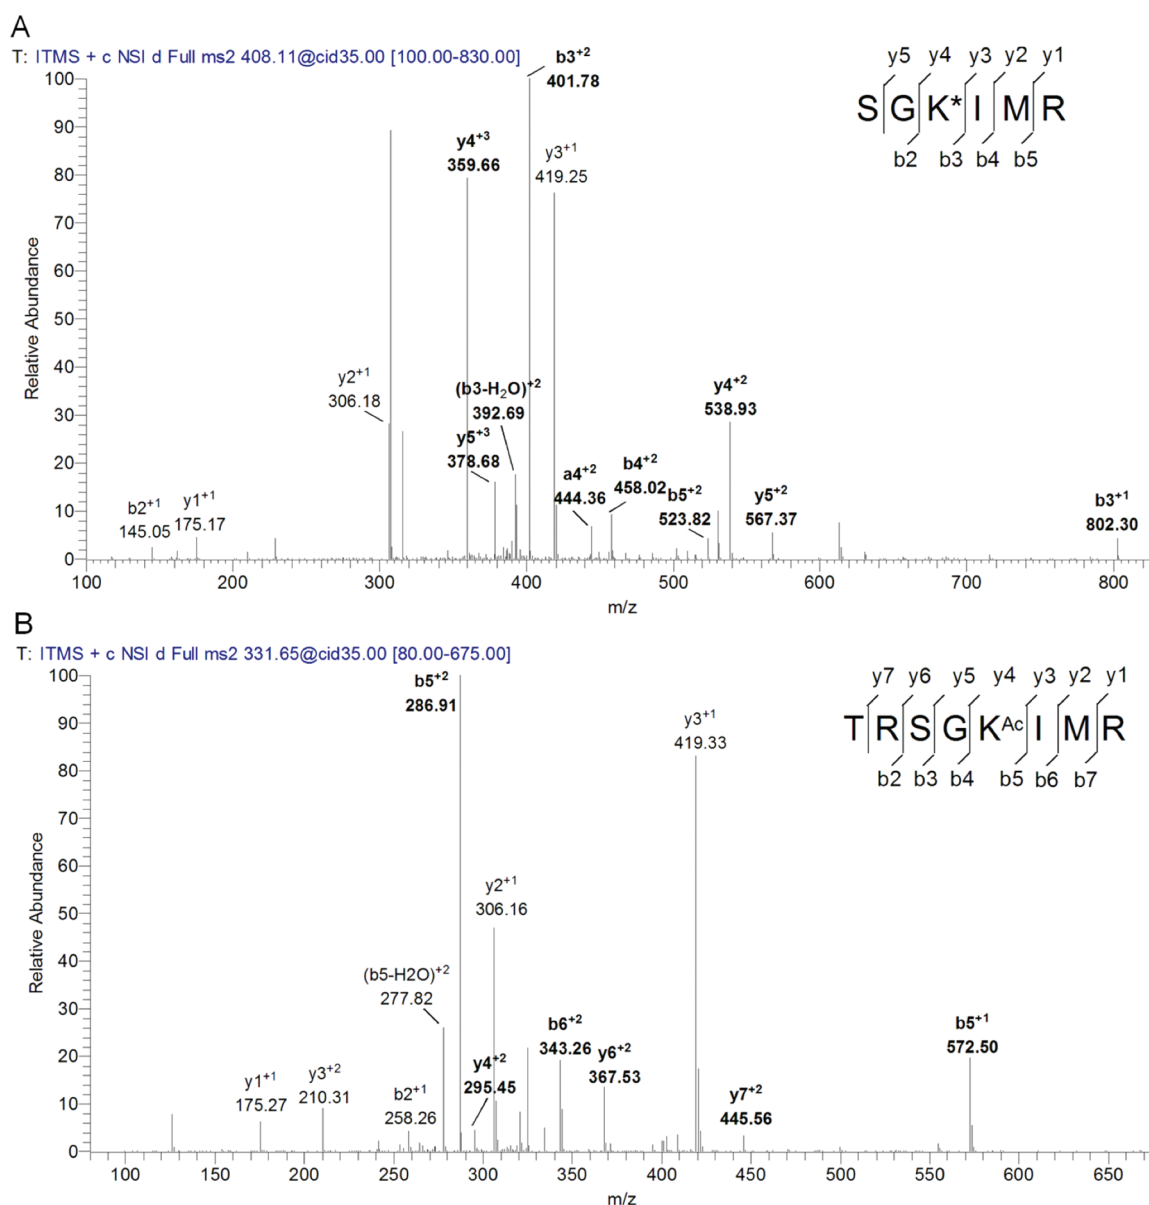 A
T: ITMS + c NSI d Full ms2 408.11@cid35.00 [100.00-830.00]
y5 y4 y3 y2 y1
SGK*IMR
b2 b3 b4 b5
Relative Abundance
100
90
80
70
60
50
40
30
20
10
0
b3+2
401.78
y4+3
359.66
y3+1
419.25
y2+1
306.18
(b3-H2O)+2
392.69
y4+2
538.93
y5+3
378.68
a4+2
444.36
b4+2
458.02
b5+2
523.82
y5+2
567.37
b2+1
145.05
y1+1
175.17
b3+1
802.30
100 200 300 400 500 600 700 800
m/z
B
T: ITMS + c NSI d Full ms2 331.65@cid35.00 [80.00-675.00]
y7 y6 y5 y4 y3 y2 y1
TRSGKAcIMR
b2 b3 b4 b5 b6 b7
Relative Abundance
100
90
80
70
60
50
40
30
20
10
0
b5+2
286.91
y3+1
419.33
y2+1
306.16
(b5-H2O)+2
277.82
b6+2
343.26
y6+2
367.53
b5+1
572.50
y4+2
295.45
y1+1
175.27
y3+2
210.31
b2+1
258.26
y7+2
445.56
100 150 200 250 300 350 400 450 500 550 600 650
m/z